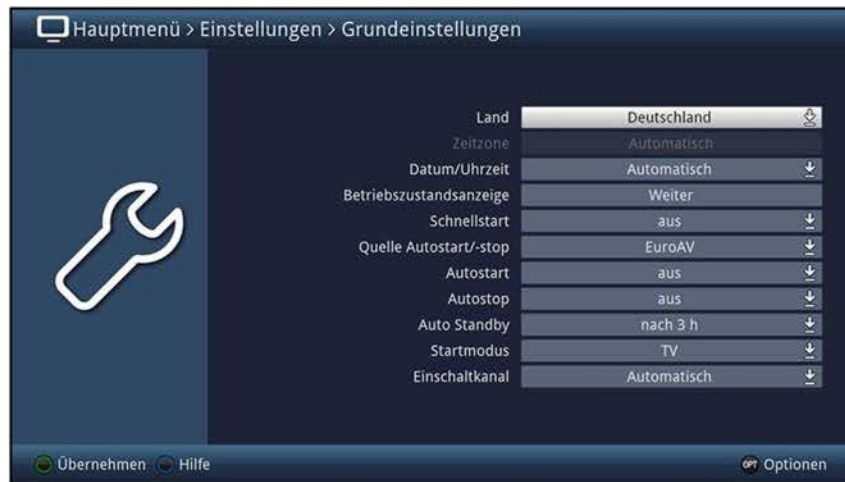 Hauptmenü > Einstellungen > Grundeinstellungen
Land Deutschland
Zeitzone Automatisch
Datum/Uhrzeit Automatisch
Betriebszustandsanzeige Weiter
Schnellstart aus
Quelle Autostart/-stop EuroAV
Autostart aus
Autostop aus
Auto Standby nach 3 h
Startmodus TV
Einschaltkanal Automatisch
Übernehmen Hilfe OPT Optionen